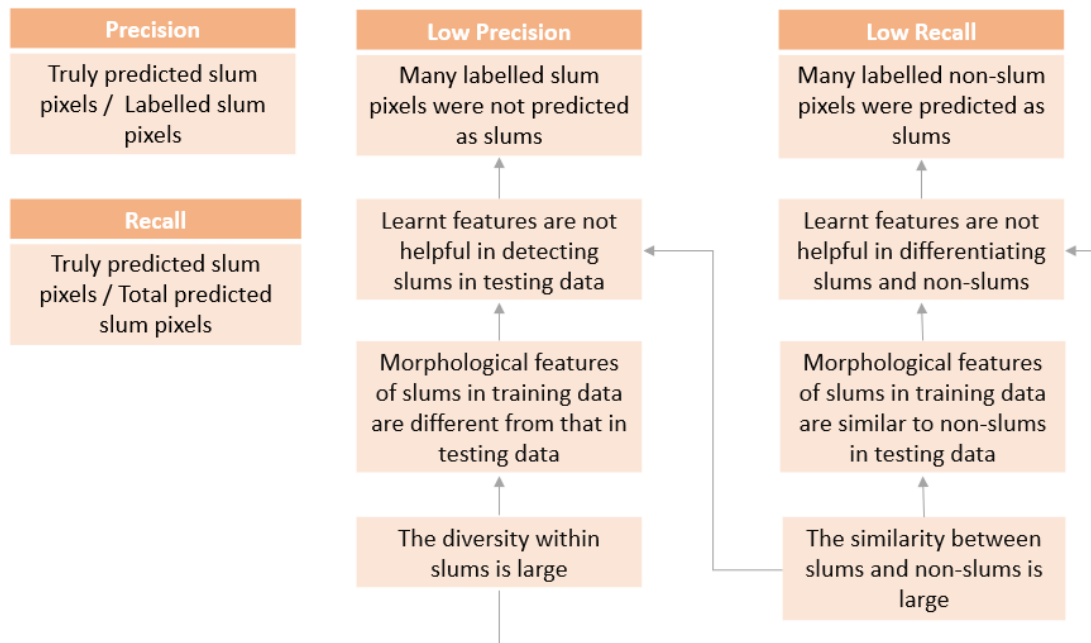 Precision
Truly predicted slum
pixels / Labelled slum
pixels
Recall
Truly predicted slum
pixels / Total predicted
slum pixels
Low Precision
Many labelled slum
pixels were not predicted
as slums
Learnt features are not
helpful in detecting
slums in testing data
Morphological features
of slums in training data
are different from that in
testing data
The diversity within
slums is large
Low Recall
Many labelled non-slum
pixels were predicted as
slums
Learnt features are not
helpful in differentiating
slums and non-slums
Morphological features
of slums in training data
are similar to non-slums
in testing data
The similarity between
slums and non-slums is
large